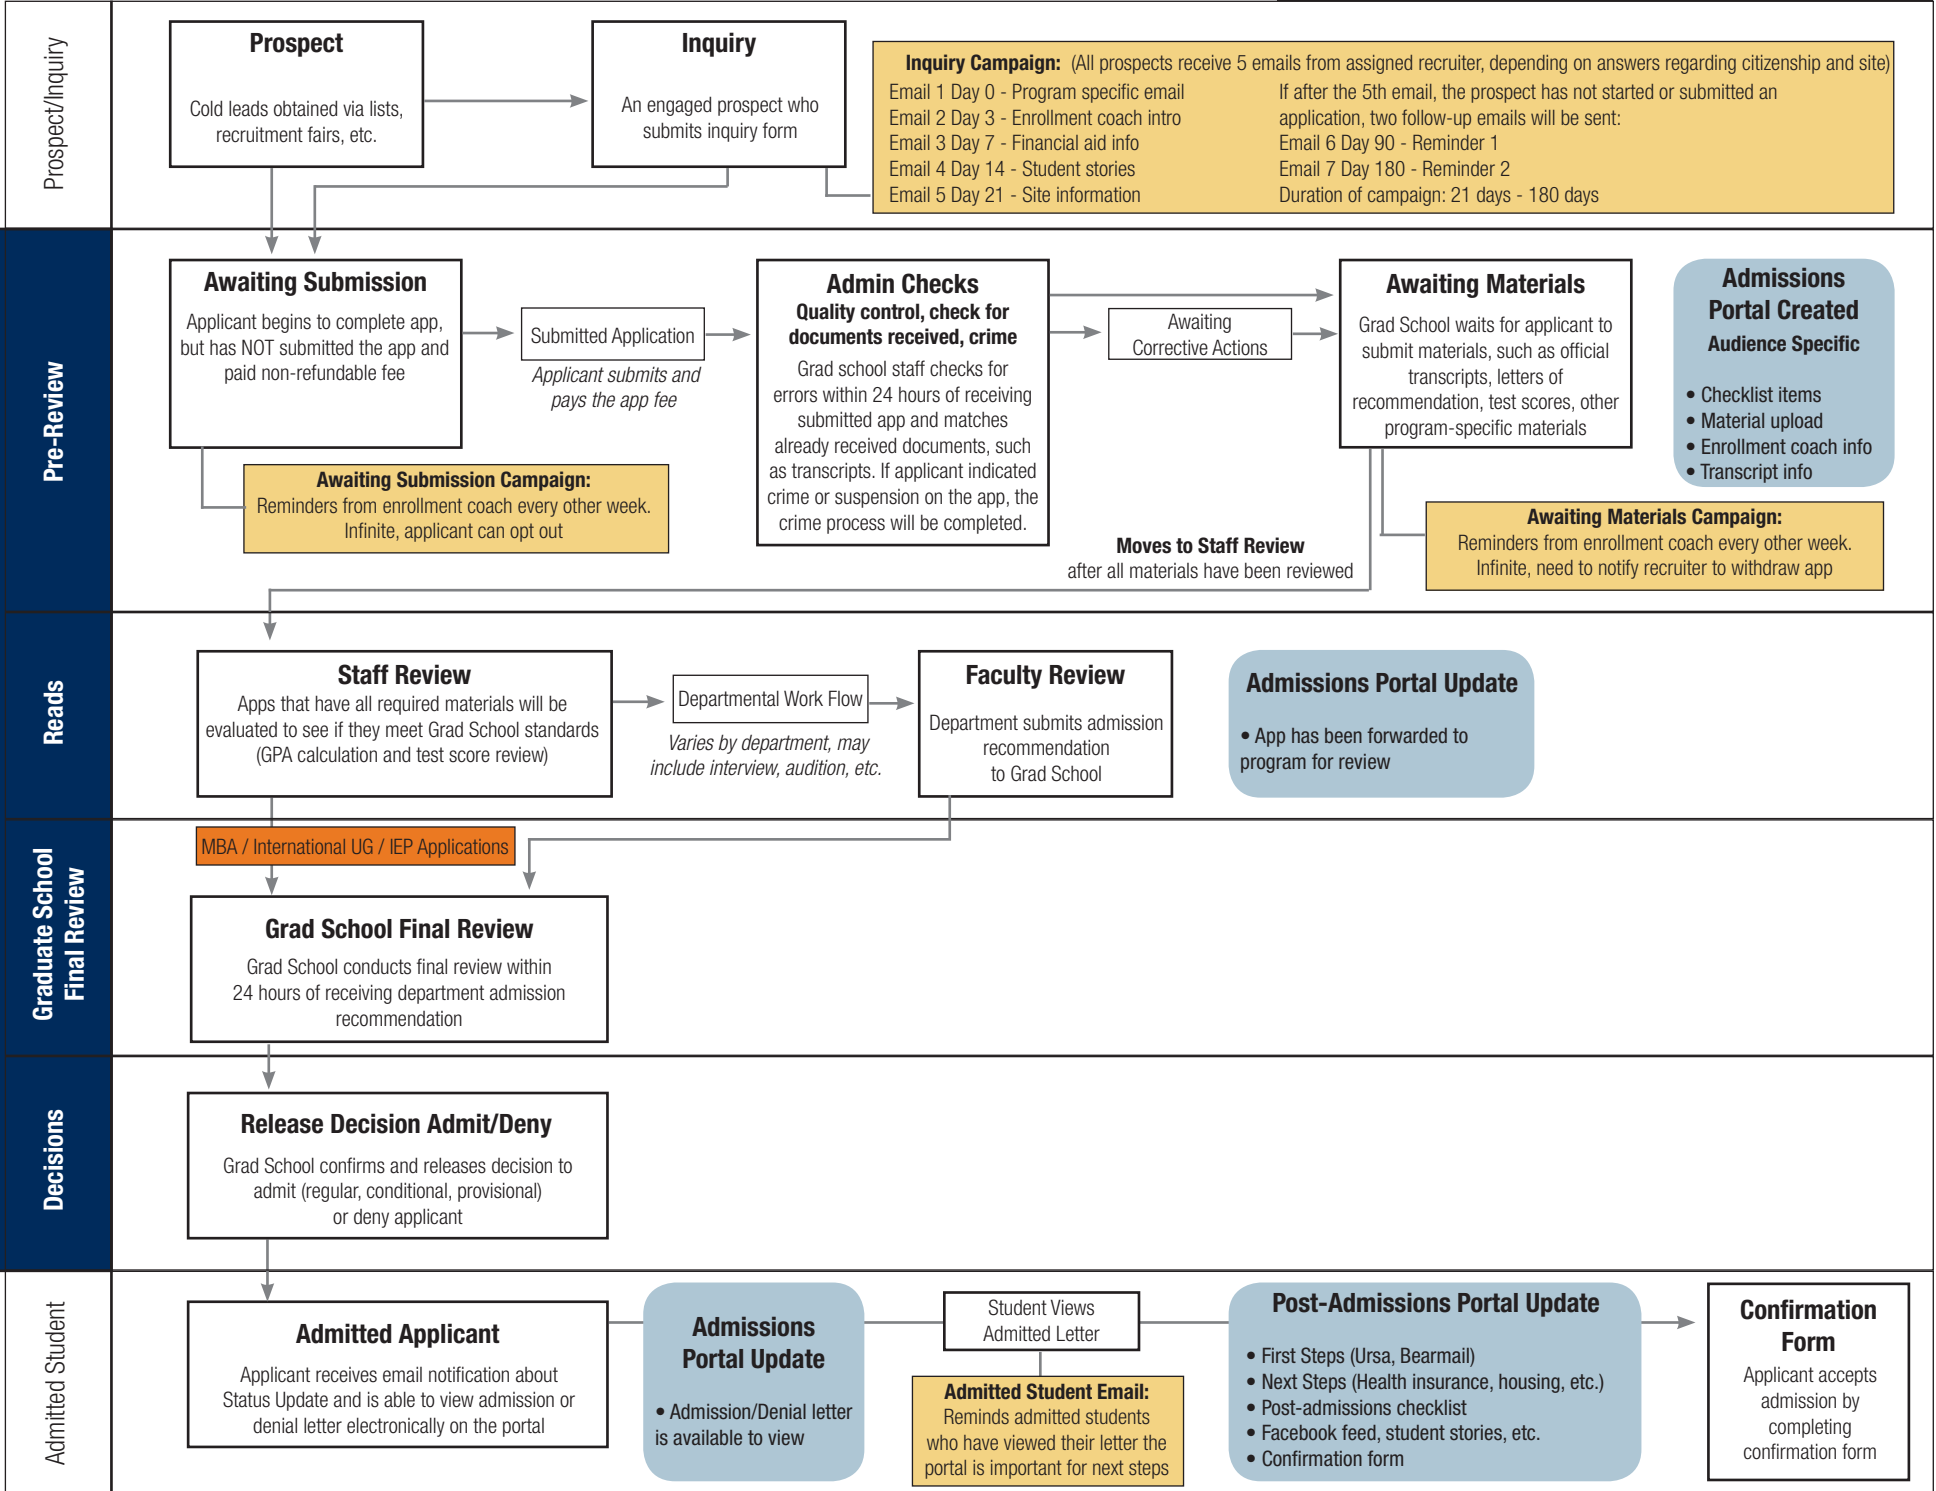 Prospect/Inquiry
Prospect
Cold leads obtained via lists,
recruitment fairs, etc.
Inquiry
An engaged prospect who
submits inquiry form
Inquiry Campaign: (All prospects receive 5 emails from assigned recruiter, depending on answers regarding citizenship and site)
Email 1 Day 0 - Program specific email
Email 2 Day 3 - Enrollment coach intro
Email 3 Day 7 - Financial aid info
Email 4 Day 14 - Student stories
Email 5 Day 21 - Site information
If after the 5th email, the prospect has not started or submitted an
application, two follow-up emails will be sent:
Email 6 Day 90 - Reminder 1
Email 7 Day 180 - Reminder 2
Duration of campaign: 21 days - 180 days
Pre-Review
Awaiting Submission
Applicant begins to complete app,
but has NOT submitted the app and
paid non-refundable fee
Submitted Application
Applicant submits and
pays the app fee
Awaiting Submission Campaign:
Reminders from enrollment coach every other week.
Infinite, applicant can opt out
Admin Checks
Quality control, check for
documents received, crime
Grad school staff checks for
errors within 24 hours of receiving
submitted app and matches
already received documents, such
as transcripts. If applicant indicated
crime or suspension on the app, the
crime process will be completed.
Awaiting
Corrective Actions
Awaiting Materials
Grad School waits for applicant to
submit materials, such as official
transcripts, letters of
recommendation, test scores, other
program-specific materials
Admissions
Portal Created
Audience Specific
• Checklist items
• Material upload
• Enrollment coach info
• Transcript info
Awaiting Materials Campaign:
Reminders from enrollment coach every other week.
Infinite, need to notify recruiter to withdraw app
Moves to Staff Review
after all materials have been reviewed
Reads
Staff Review
Apps that have all required materials will be
evaluated to see if they meet Grad School standards
(GPA calculation and test score review)
Departmental Work Flow
Varies by department, may
include interview, audition, etc.
Faculty Review
Department submits admission
recommendation
to Grad School
Admissions Portal Update
• App has been forwarded to
program for review
Graduate School
Final Review
MBA / International UG / IEP Applications
Grad School Final Review
Grad School conducts final review within
24 hours of receiving department admission
recommendation
Decisions
Release Decision Admit/Deny
Grad School confirms and releases decision to
admit (regular, conditional, provisional)
or deny applicant
Admitted Student
Admitted Applicant
Applicant receives email notification about
Status Update and is able to view admission or
denial letter electronically on the portal
Admissions
Portal Update
• Admission/Denial letter
is available to view
Student Views
Admitted Letter
Admitted Student Email:
Reminds admitted students
who have viewed their letter the
portal is important for next steps
Post-Admissions Portal Update
• First Steps (Ursa, Bearmail)
• Next Steps (Health insurance, housing, etc.)
• Post-admissions checklist
• Facebook feed, student stories, etc.
• Confirmation form
Confirmation
Form
Applicant accepts
admission by
completing
confirmation form